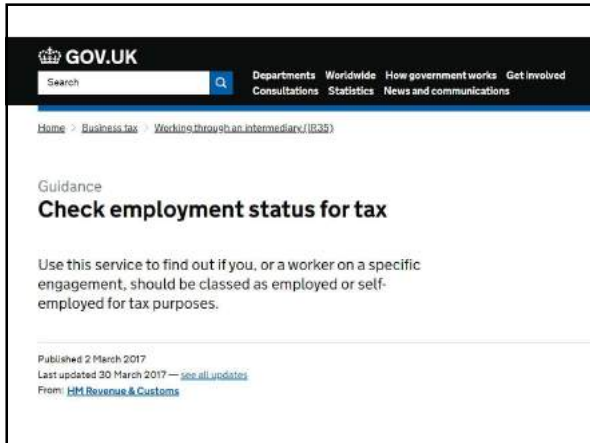 GOV.UK
Search
Departments Worldwide How government works Get involved
Consultations Statistics News and communications
Home > Business tax > Working through an intermediary (IR35)
Guidance
Check employment status for tax
Use this service to find out if you, or a worker on a specific
engagement, should be classed as employed or self-
employed for tax purposes.
Published 2 March 2017
Last updated 30 March 2017 — see all updates
From: HM Revenue & Customs